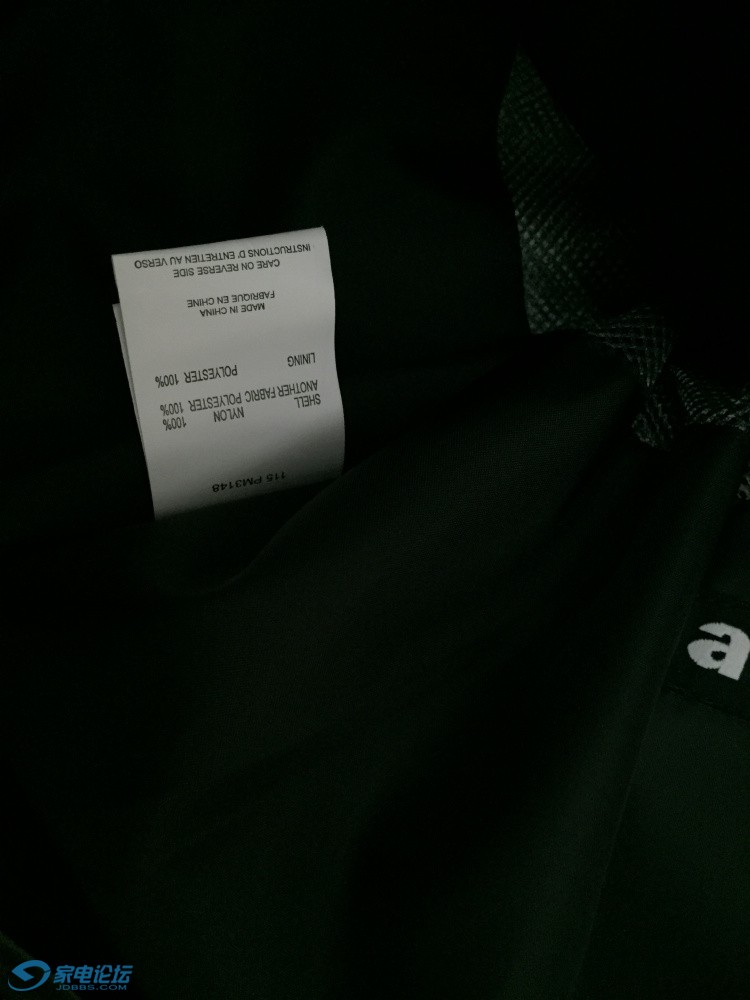 115 PM3148
SHELL NYLON 100%
ANOTHER FABRIC POLYESTER 100%
LINING POLYESTER 100%
MADE IN CHINA
FABRIQUE EN CHINE
CARE ON REVERSE SIDE
INSTRUCTIONS D' ENTRETIEN AU VERSO
a
家电论坛
JDBBS.COM